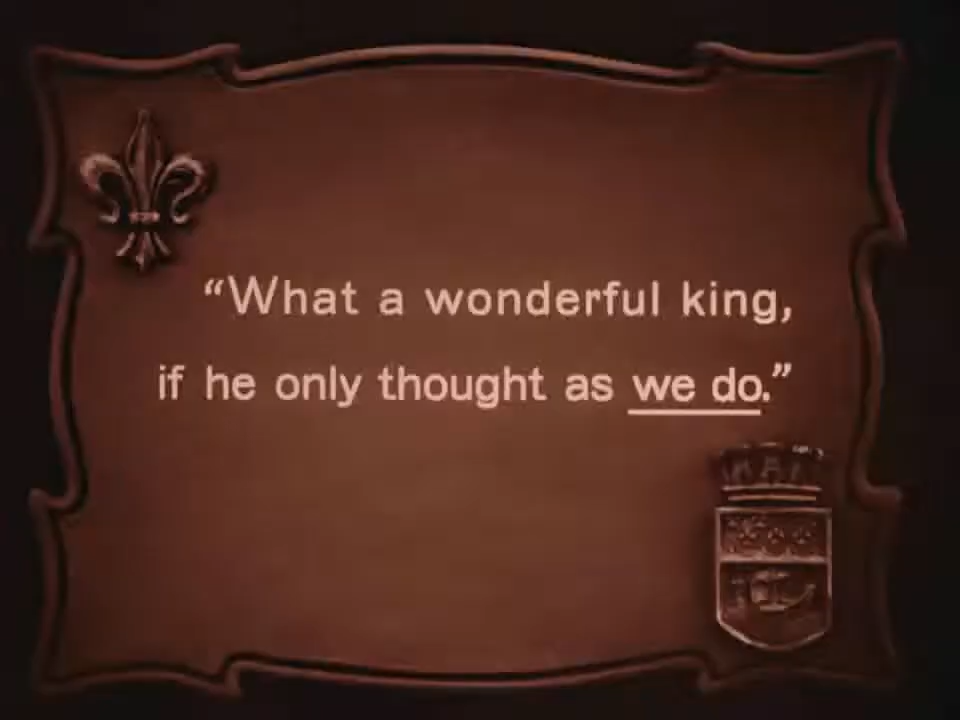 “What a wonderful king,
if he only thought as we do.”